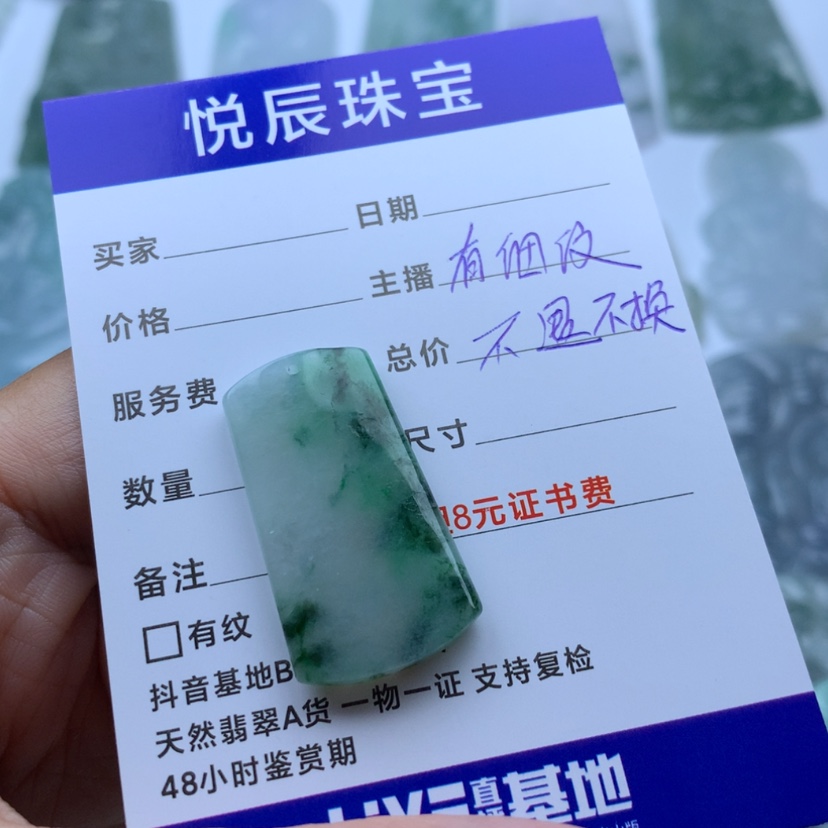 悦辰珠宝
买家 日期
价格 主播 有细纹
服务费 总价 不退不换
数量 尺寸
备注 8元证书费
有纹
抖音基地B
天然翡翠A货 一物一证 支持复检
48小时鉴赏期
基地